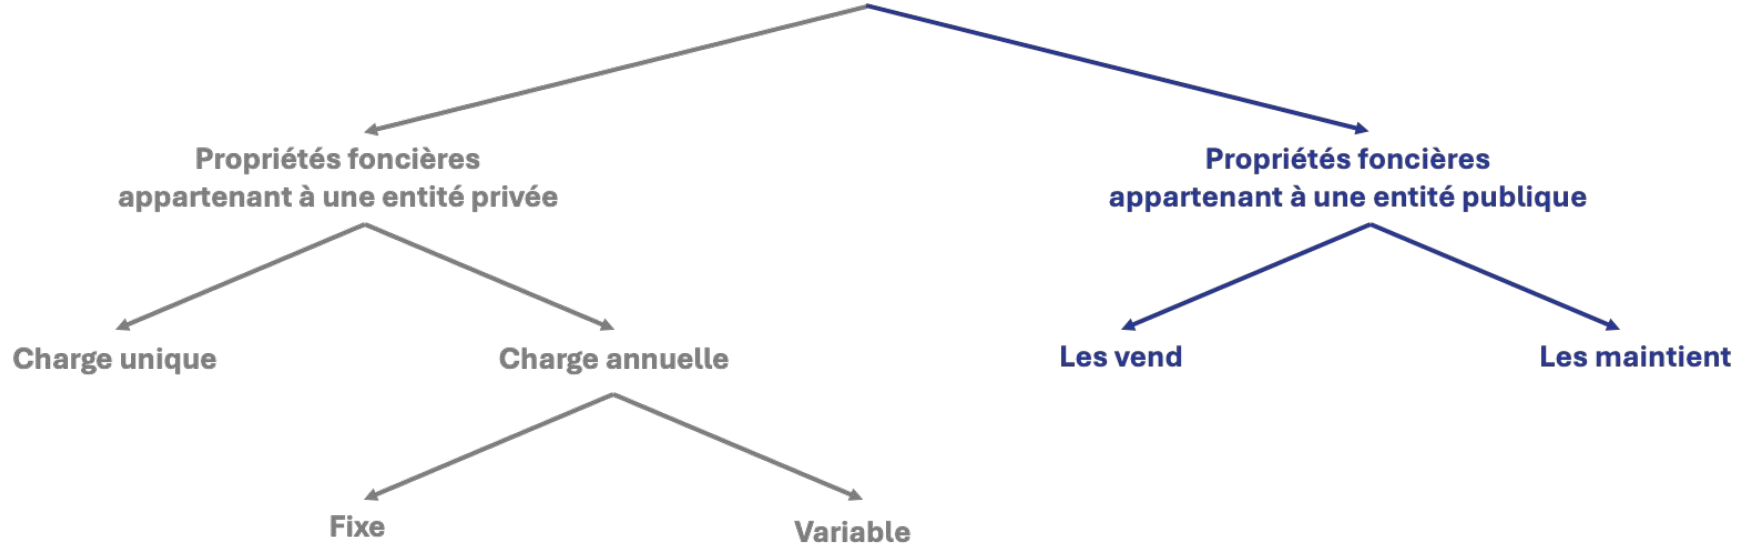 Propriétés foncières
appartenant à une entité privée
Propriétés foncières
appartenant à une entité publique
Charge unique
Charge annuelle
Les vend
Les maintient
Fixe
Variable